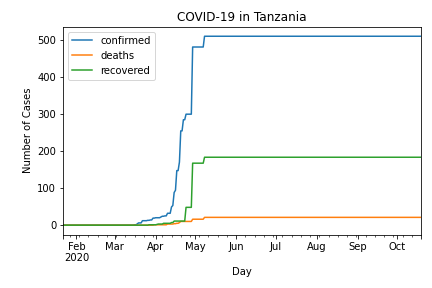 COVID-19 in Tanzania
confirmed
deaths
recovered
Number of Cases
500
400
300
200
100
0
Feb Mar Apr May Jun Jul Aug Sep Oct
2020
Day